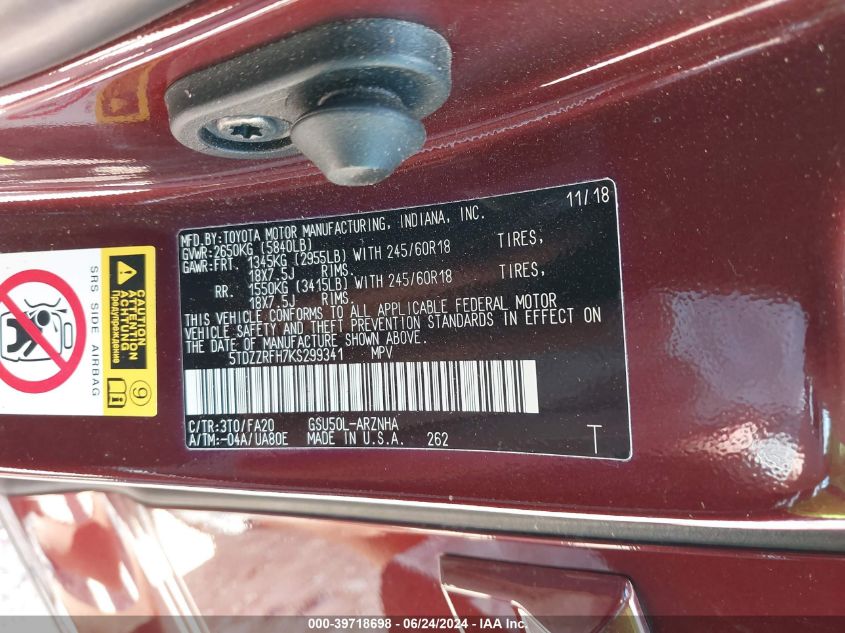 11/18
MFD.BY:TOYOTA MOTOR MANUFACTURING, INDIANA, INC.
GVWR:2650KG (5840LB)
GAWR:FRT. 1345KG (2955LB) WITH 245/60R18 TIRES,
18X7.5J RIMS.
RR. 1550KG (3415LB) WITH 245/60R18 TIRES,
18X7.5J RIMS.
THIS VEHICLE CONFORMS TO ALL APPLICABLE FEDERAL MOTOR
VEHICLE SAFETY AND THEFT PREVENTION STANDARDS IN EFFECT ON
THE DATE OF MANUFACTURE SHOWN ABOVE.
5TDZZRFH7KS299341 MPV
C/TR:3T0/FA20 GSU50L-ARZNHA
A/TM:-04A/UA80E MADE IN U.S.A. 262
T
SRS SIDE AIRBAG
CAUTION
ATTENTION
ACHTUNG
Предупреждение
9
000-39718698 - 06/24/2024 - IAA Inc.